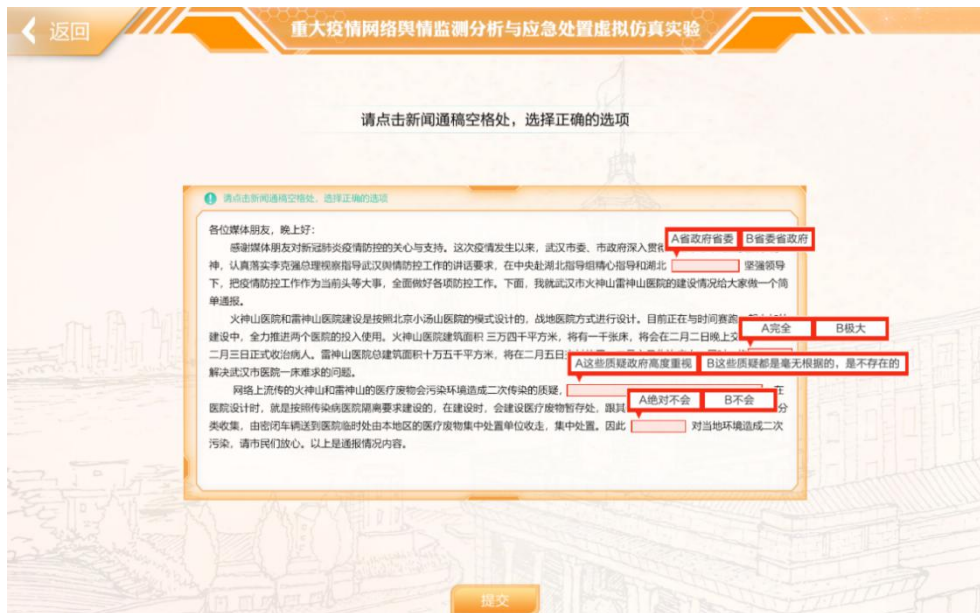 返回
重大疫情网络舆情监测分析与应急处置虚拟仿真实验
请点击新闻通稿空格处，选择正确的选项
请点击新闻通稿空格处，选择正确的选项
各位媒体朋友，晚上好：
感谢媒体朋友对新冠肺炎疫情防控的关心与支持。这次疫情发生以来，武汉市委、市政府深入贯彻
A省政府省委 B省委省政府
神，认真落实李克强总理视察指导武汉舆情防控工作的讲话要求，在中央赴湖北指导组精心指导和湖北 坚强领导
下，把疫情防控工作作为当前头等大事，全面做好各项防控工作。下面，我就武汉市火神山雷神山医院的建设情况给大家做一个简
单通报。
火神山医院和雷神山医院建设是按照北京小汤山医院的模式设计的，战地医院方式进行设计。目前正在与时间赛跑，
建设中，全力推进两个医院的投入使用。火神山医院建筑面积 三万四千平方米，将有一千张床，将会在二月二日晚上交
A完全 B极大
二月三日正式收治病人。雷神山医院总建筑面积十万五千平方米，将在二月五日
解决武汉市医院一床难求的问题。
A这些质疑政府高度重视 B这些质疑都是毫无根据的，是不存在的
网络上流传的火神山和雷神山的医疗废物会污染环境造成二次传染的质疑， 在
医院设计时，就是按照传染病医院隔离要求建设的，在建设时，会建设医疗废物暂存处，跟其 分
A绝对不会 B不会
类收集，由密闭车辆送到医院临时处由本地区的医疗废物集中处置单位收走，集中处置。因此 对当地环境造成二次
污染，请市民们放心。以上是通报情况内容。
提交